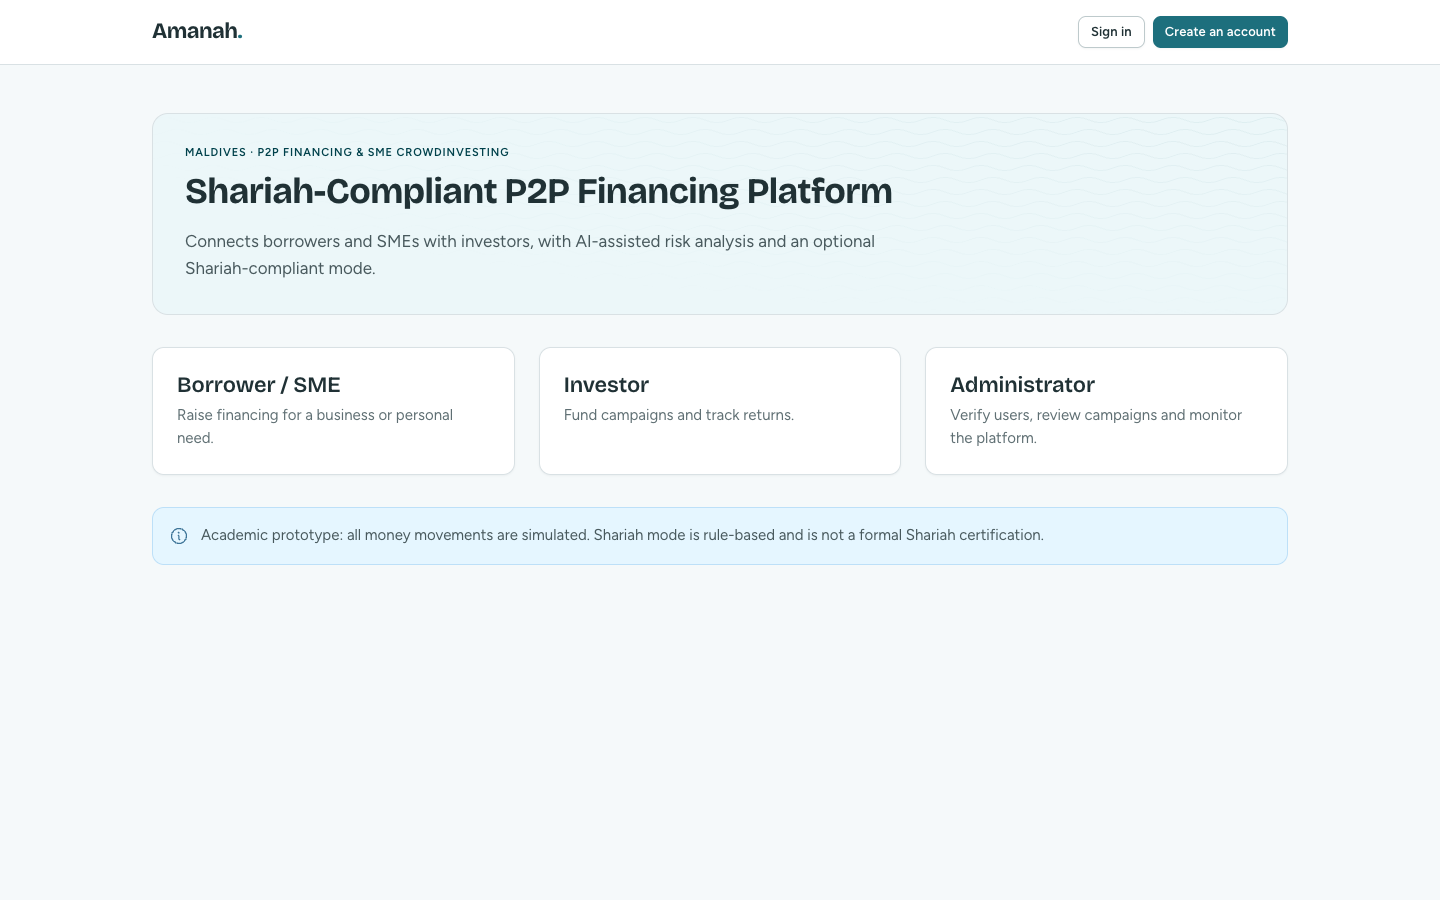 Amanah.
Sign in
Create an account
MALDIVES · P2P FINANCING & SME CROWDINVESTING
Shariah-Compliant P2P Financing Platform
Connects borrowers and SMEs with investors, with AI-assisted risk analysis and an optional
Shariah-compliant mode.
Borrower / SME
Raise financing for a business or personal
need.
Investor
Fund campaigns and track returns.
Administrator
Verify users, review campaigns and monitor
the platform.
Academic prototype: all money movements are simulated. Shariah mode is rule-based and is not a formal Shariah certification.